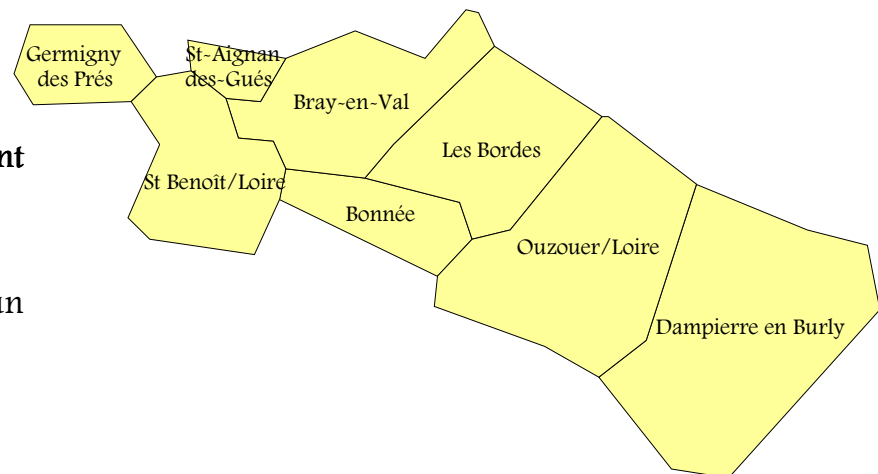 Germigny
des Prés
St-Aignan
des-Gués
Bray-en-Val
nt
Les Bordes
St Benoît/Loire
Bonnée
Ouzouer/Loire
un
Dampierre en Burly